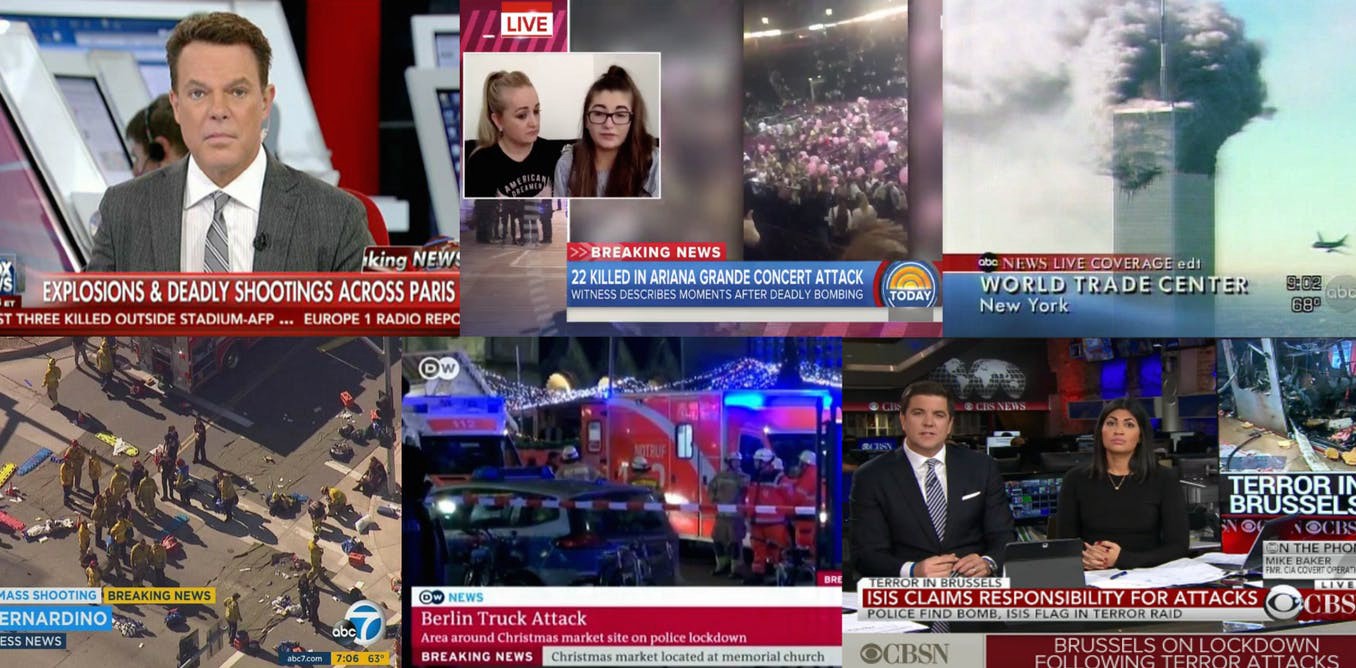 king NEWS
EXPLOSIONS & DEADLY SHOOTINGS ACROSS PARIS
ST THREE KILLED OUTSIDE STADIUM-AFP ... EUROPE 1 RADIO REPO
LIVE
AMERICAN
DREAMER
>>BREAKING NEWS
22 KILLED IN ARIANA GRANDE CONCERT ATTACK
WITNESS DESCRIBES MOMENTS AFTER DEADLY BOMBING
TODAY
abc NEWS LIVE COVERAGE edt
WORLD TRADE CENTER
New York
9:02
68°
abc
MASS SHOOTING
BREAKING NEWS
ERNARDINO
ESS NEWS
abc 7
abc7.com 7:06 63°
DW
112
NOTRUF
BRE
DW NEWS
Berlin Truck Attack
Area around Christmas market site on police lockdown
BREAKING NEWS Christmas market located at memorial church
CBS NEWS
CBSN
TERROR IN
BRUSSELS
ON THE PHO
MIKE BAKER
FMR. CIA COVERT OPERATI
LIVE
TERROR IN BRUSSELS
ISIS CLAIMS RESPONSIBILITY FOR ATTACKS
CBS
POLICE FIND BOMB, ISIS FLAG IN TERROR RAID
CBSN
BRUSSELS ON LOCKDOWN
FOLLOWING TERROR ATTACKS